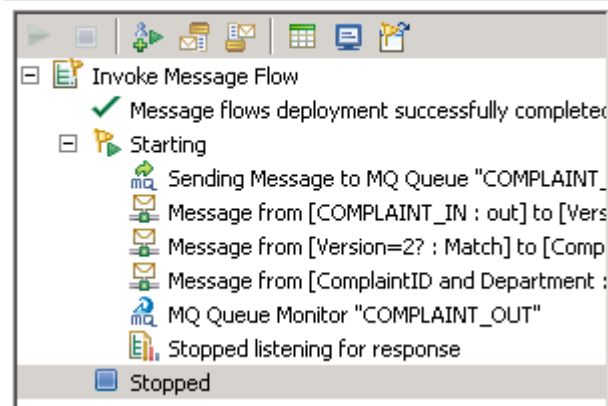 Invoke Message Flow
Message flows deployment successfully completed
Starting
Sending Message to MQ Queue "COMPLAINT_
Message from [COMPLAINT_IN : out] to [Vers
Message from [Version=2? : Match] to [Comp
Message from [ComplaintID and Department :
MQ Queue Monitor "COMPLAINT_OUT"
Stopped listening for response
Stopped